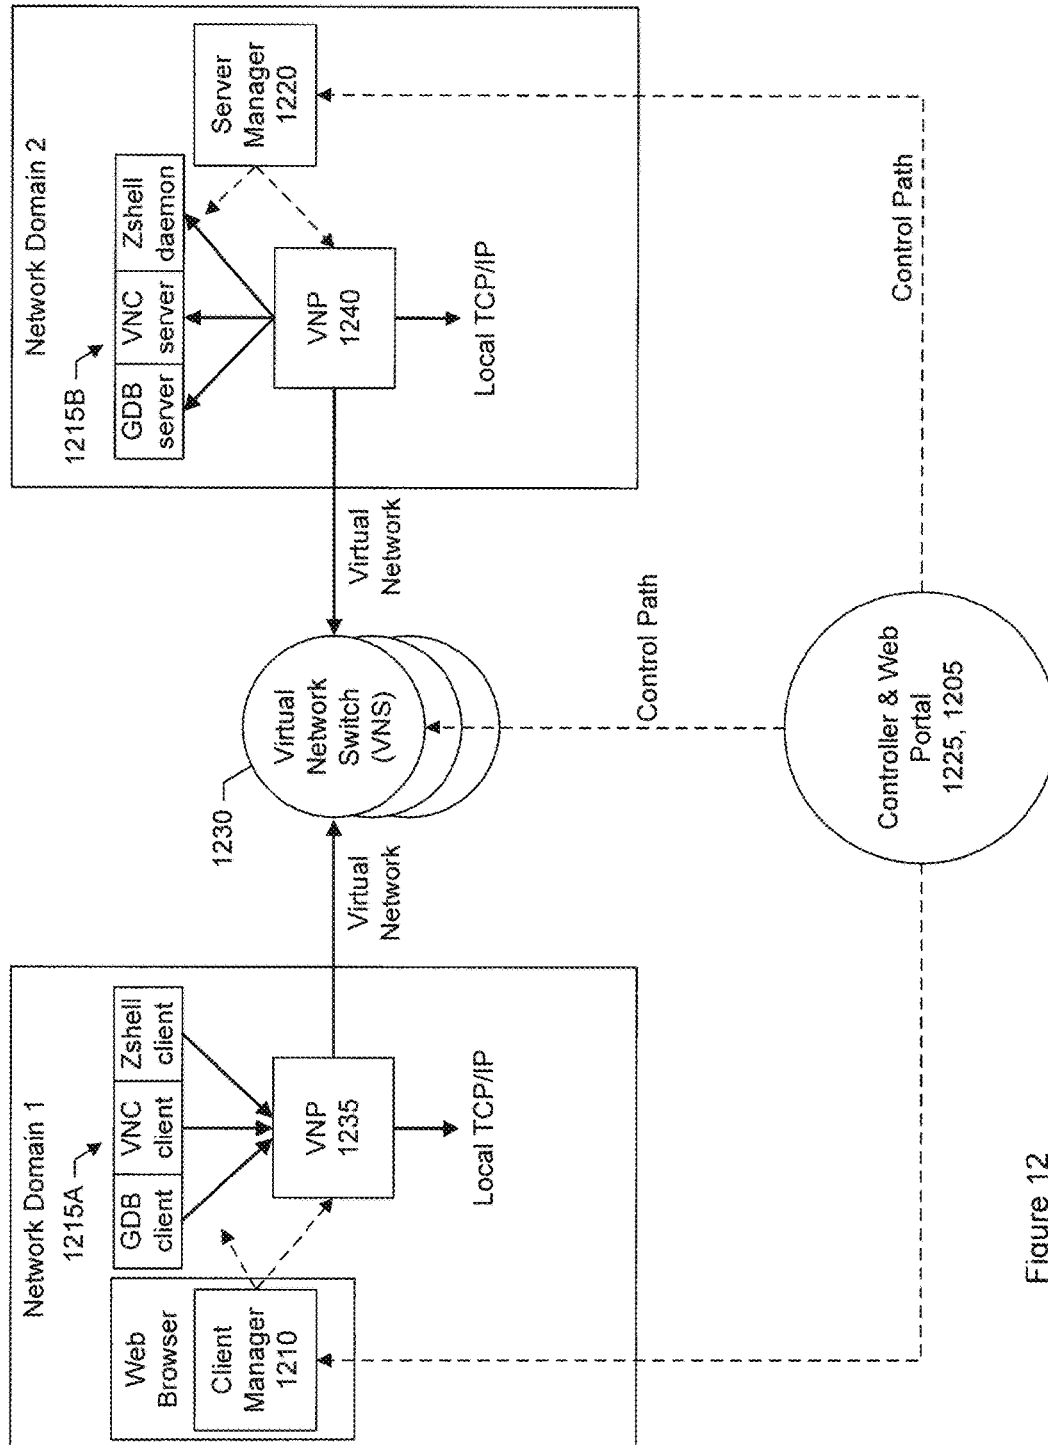 Network Domain 1
1215A
GDB
client
VNC
client
Zshell
client
Web
Browser
Client
Manager
1210
VNP
1235
Local TCP/IP
Virtual
Network
1230
Virtual
Network
Switch
(VNS)
Virtual
Network
Network Domain 2
1215B
GDB
server
VNC
server
Zshell
daemon
Server
Manager
1220
VNP
1240
Local TCP/IP
Control Path
Control Path
Controller & Web
Portal
1225, 1205
Figure 12